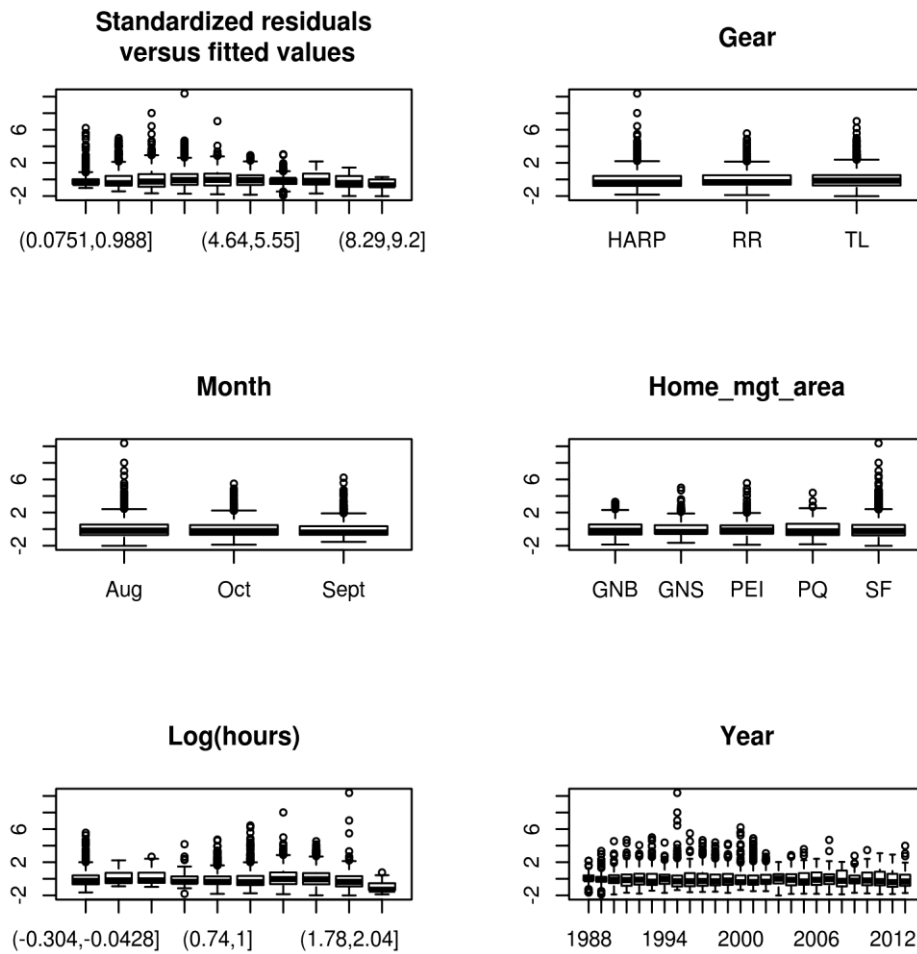 Standardized residuals
versus fitted values
6
2
-2
(0.0751,0.988]
(4.64,5.55]
(8.29,9.2]
Gear
6
2
-2
HARP
RR
TL
Month
6
2
-2
Aug
Oct
Sept
Home_mgt_area
6
2
-2
GNB
GNS
PEI
PQ
SF
Log(hours)
6
2
-2
(-0.304,-0.0428]
(0.74,1]
(1.78,2.04]
Year
6
2
-2
1988
1994
2000
2006
2012